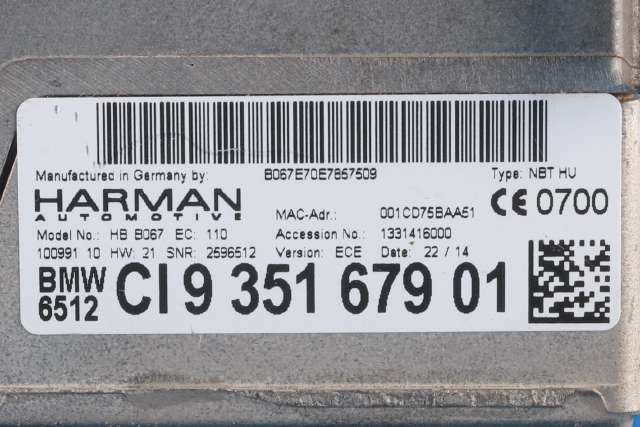 Manufactured in Germany by: B067E70E7857509 Type: NBT HU
HARMAN
AUTOMOTIVE
CE 0700
MAC-Adr.: 001CD75BAA51
Model No.: HB B067 EC: 110 Accession No.: 1331416000
100991 10 HW: 21 SNR: 2596512 Version: ECE Date: 22 / 14
BMW
6512
CI 9 351 679 01